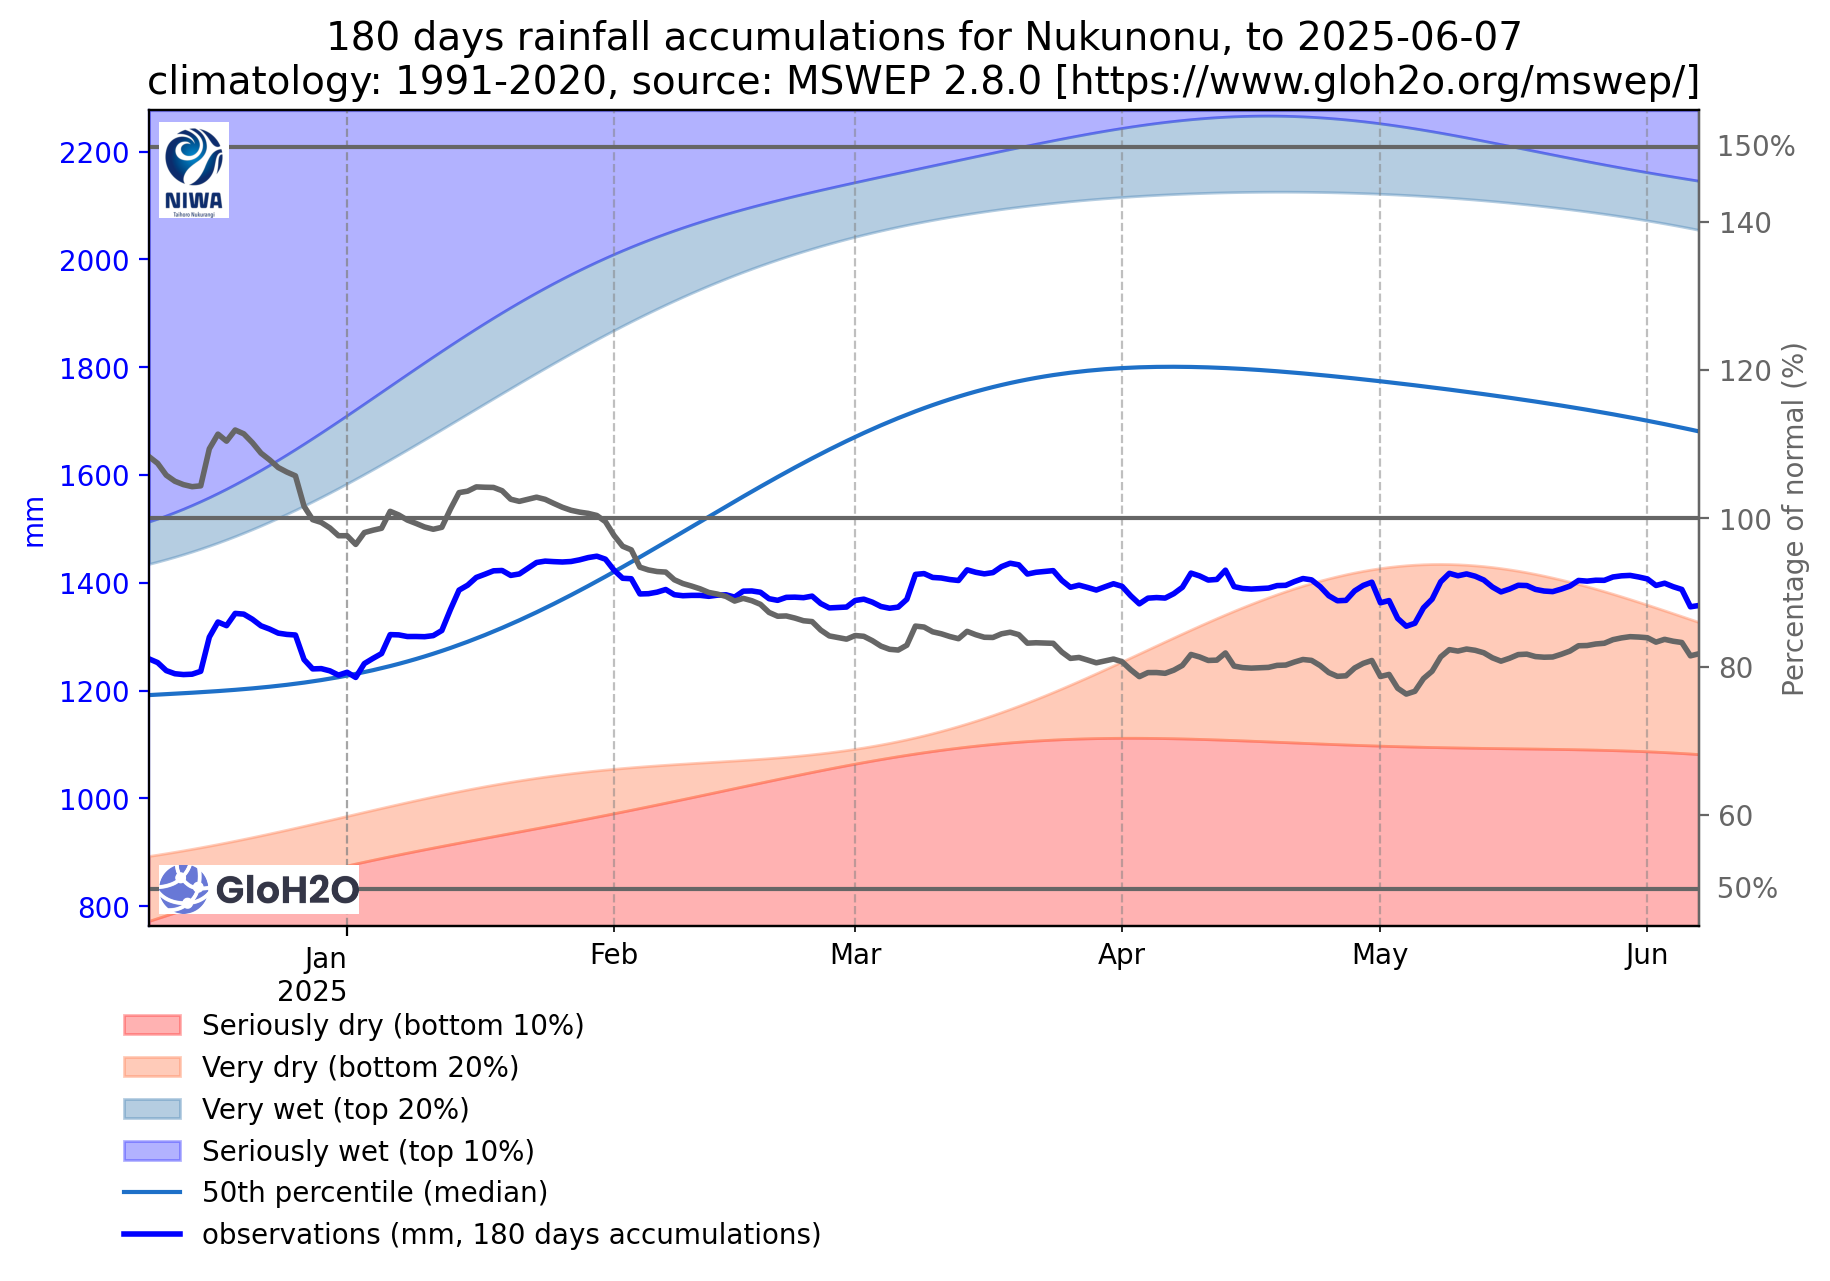 180 days rainfall accumulations for Nukunonu, to 2025-06-07
climatology: 1991-2020, source: MSWEP 2.8.0 [https://www.gloh2o.org/mswep/]
NIWA
Taihoro Nukurangi
mm
2200
2000
1800
1600
1400
1200
1000
800
150%
140
120
100
80
60
50%
Percentage of normal (%)
GloH2O
Jan
2025
Feb
Mar
Apr
May
Jun
Seriously dry (bottom 10%)
Very dry (bottom 20%)
Very wet (top 20%)
Seriously wet (top 10%)
50th percentile (median)
observations (mm, 180 days accumulations)